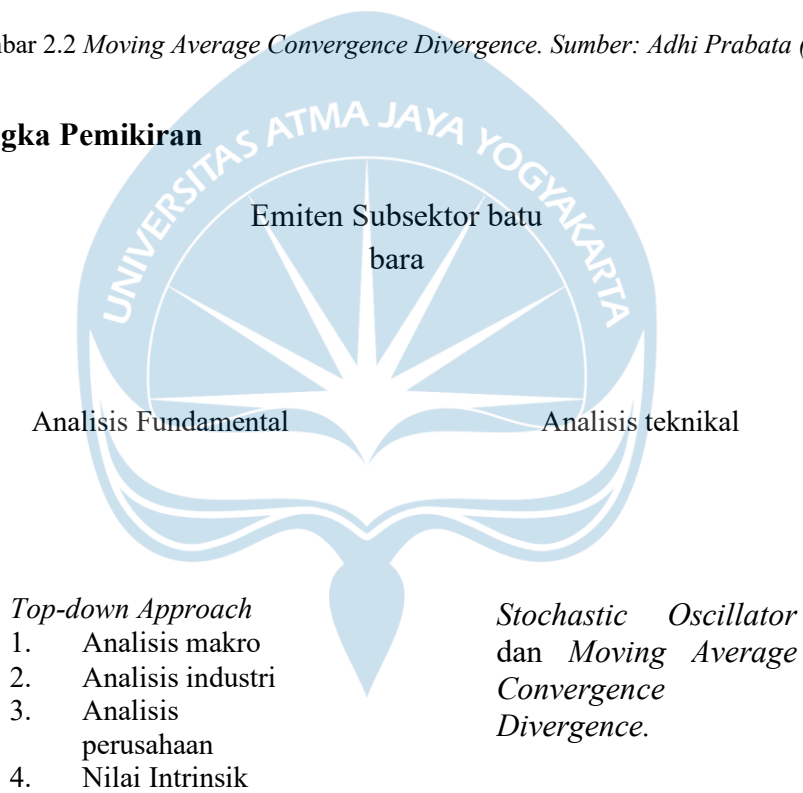 bar 2.2 Moving Average Convergence Divergence. Sumber: Adhi Prabata (
gka Pemikiran
UNIVERSITAS ATMA JAYA YOGYAKARTA
Emiten Subsektor batu
bara
Analisis Fundamental
Analisis teknikal
Top-down Approach
1. Analisis makro
2. Analisis industri
3. Analisis
perusahaan
4. Nilai Intrinsik
Stochastic Oscillator
dan Moving Average
Convergence
Divergence.